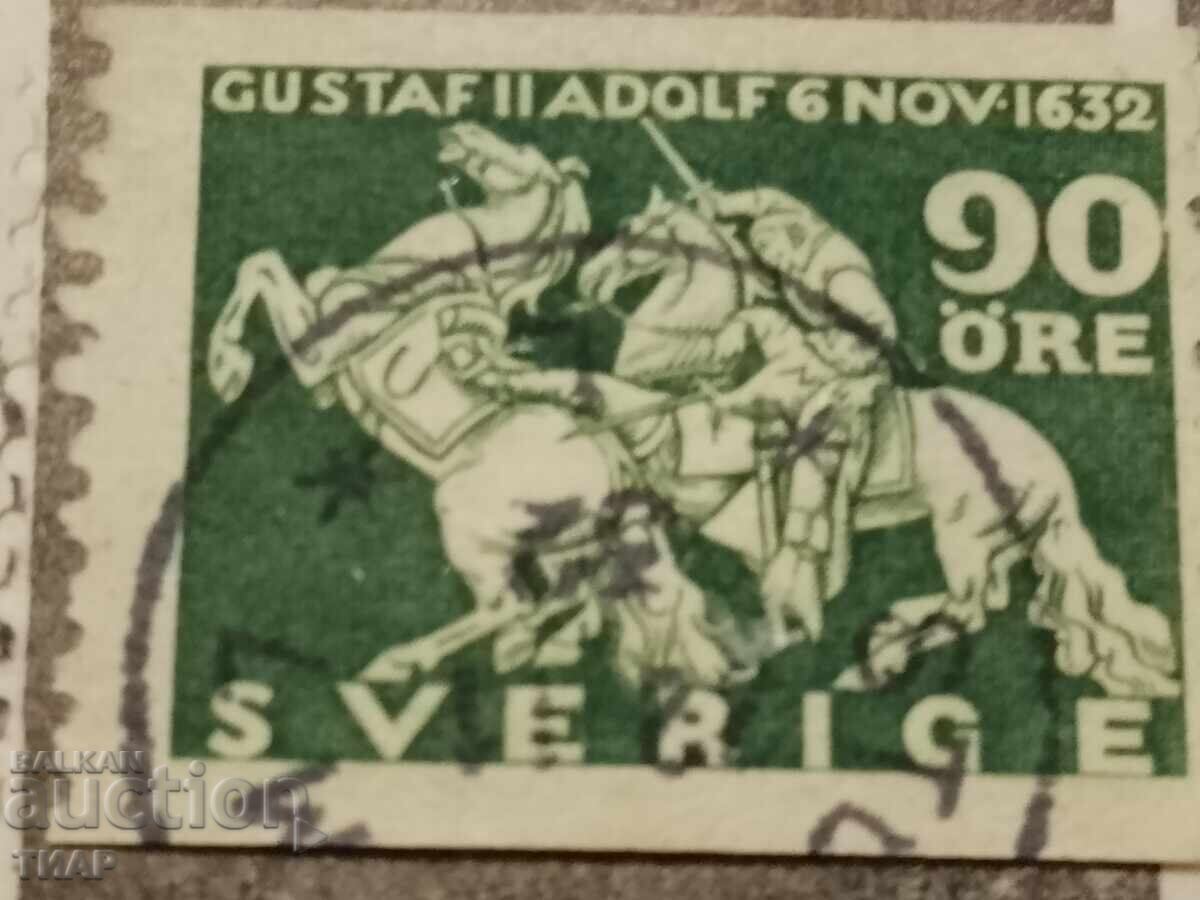 GUSTAF II ADOLF 6 NOV·1632
90
ÖRE
SVERIGE
BALKAN
auction
ТИАР